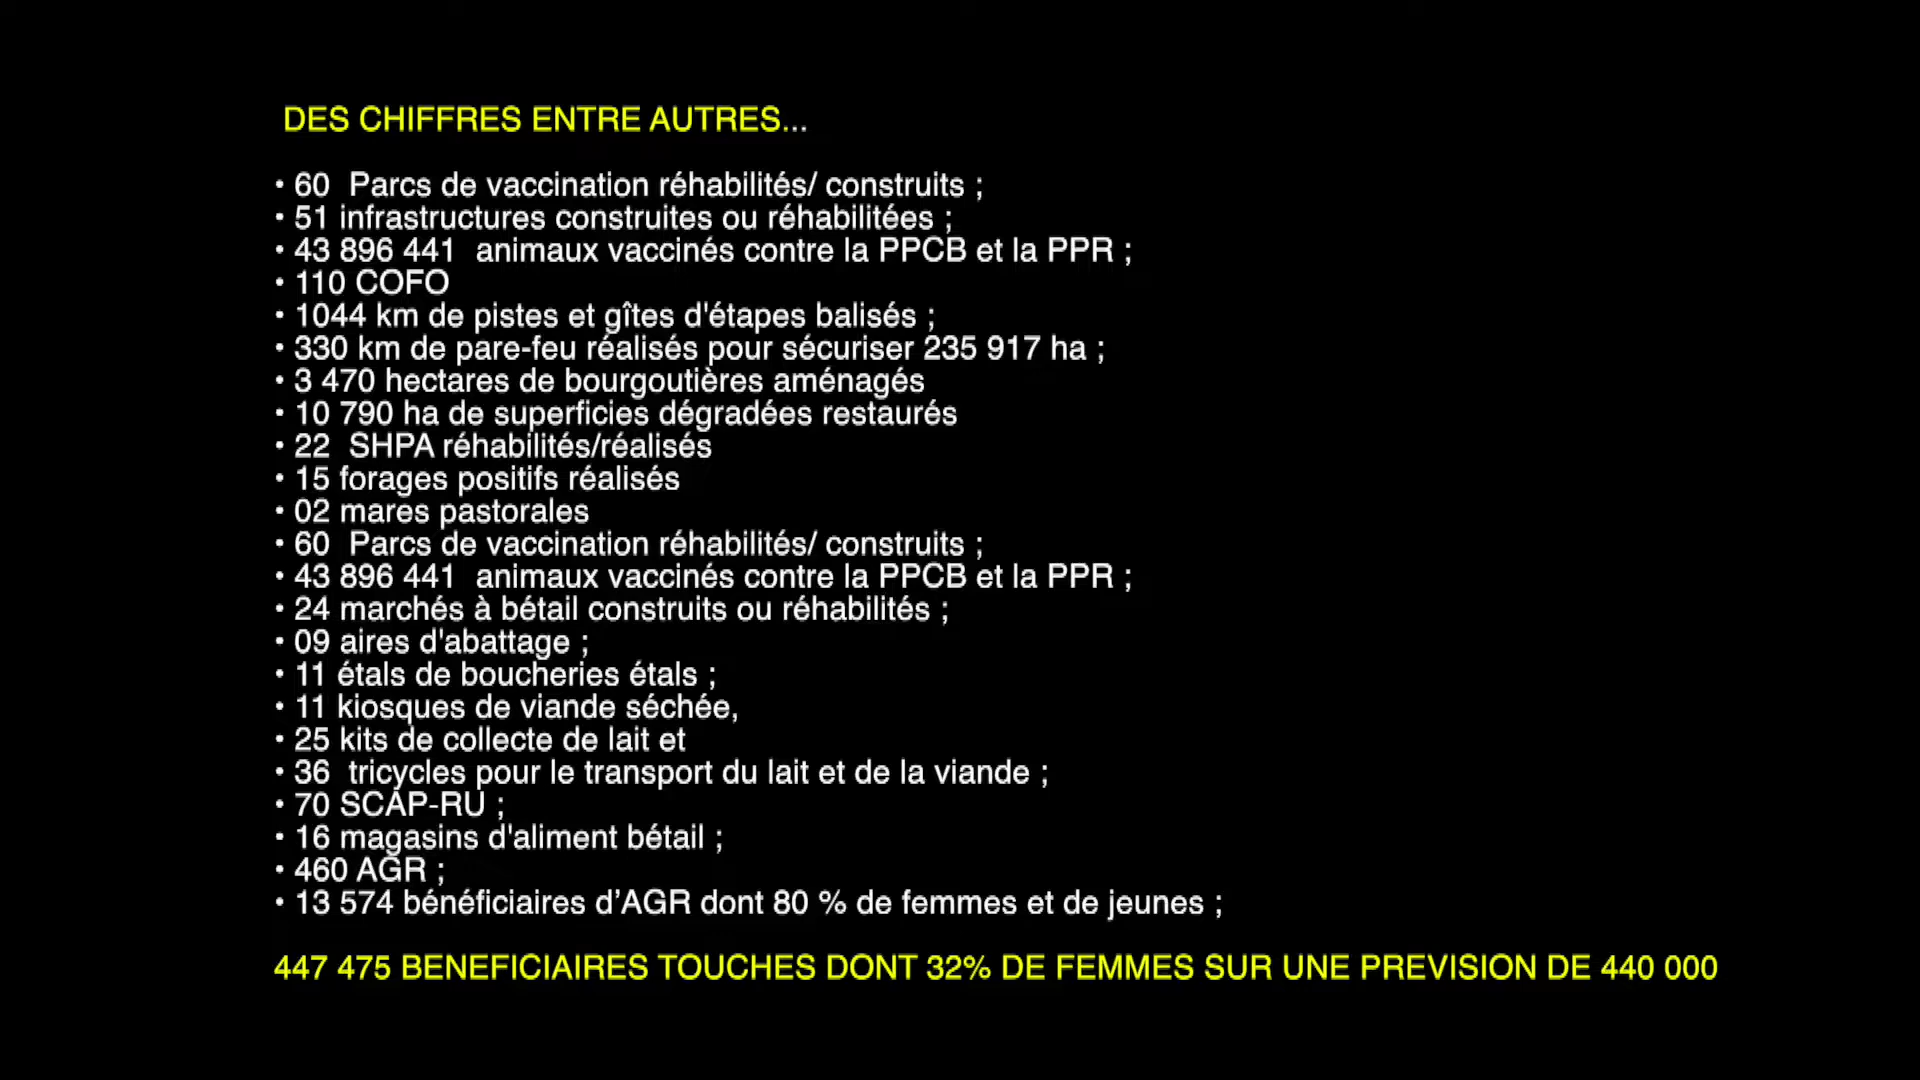 DES CHIFFRES ENTRE AUTRES...
• 60  Parcs de vaccination réhabilités/ construits ;
• 51 infrastructures construites ou réhabilitées ;
• 43 896 441  animaux vaccinés contre la PPCB et la PPR ;
• 110 COFO
• 1044 km de pistes et gîtes d'étapes balisés ;
• 330 km de pare-feu réalisés pour sécuriser 235 917 ha ;
• 3 470 hectares de bourgoutières aménagés
• 10 790 ha de superficies dégradées restaurés
• 22  SHPA réhabilités/réalisés
• 15 forages positifs réalisés
• 02 mares pastorales
• 60  Parcs de vaccination réhabilités/ construits ;
• 43 896 441  animaux vaccinés contre la PPCB et la PPR ;
• 24 marchés à bétail construits ou réhabilités ;
• 09 aires d'abattage ;
• 11 étals de boucheries étals ;
• 11 kiosques de viande séchée,
• 25 kits de collecte de lait et
• 36  tricycles pour le transport du lait et de la viande ;
• 70 SCAP-RU ;
• 16 magasins d'aliment bétail ;
• 460 AGR ;
• 13 574 bénéficiaires d’AGR dont 80 % de femmes et de jeunes ;
447 475 BENEFICIAIRES TOUCHES DONT 32% DE FEMMES SUR UNE PREVISION DE 440 000